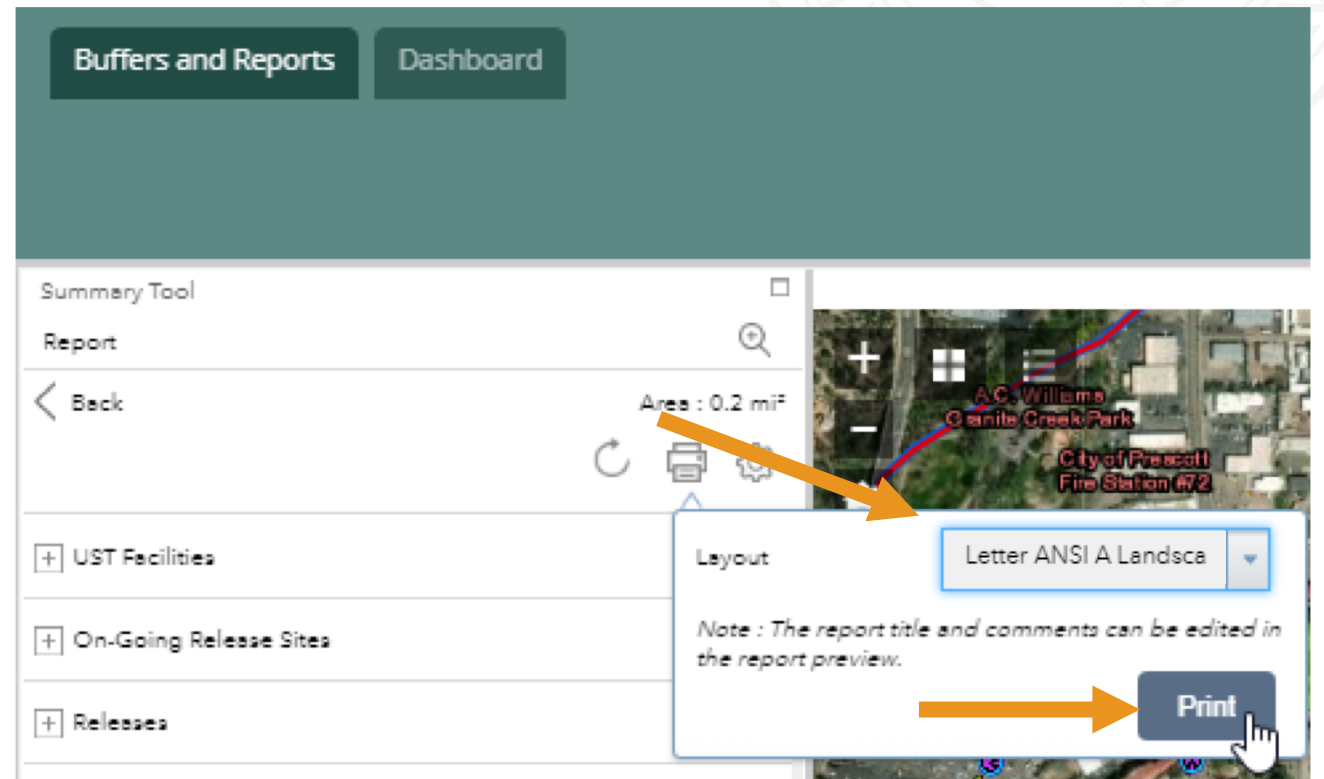 Buffers and Reports
Dashboard
Summary Tool
Report
Back
Area : 0.2 mi²
A.C. Williams
Granite Creek Park
City of Prescott
Fire Station #72
Layout
Letter ANSI A Landsca
Note : The report title and comments can be edited in
the report preview.
Print
UST Facilities
On-Going Release Sites
Releases